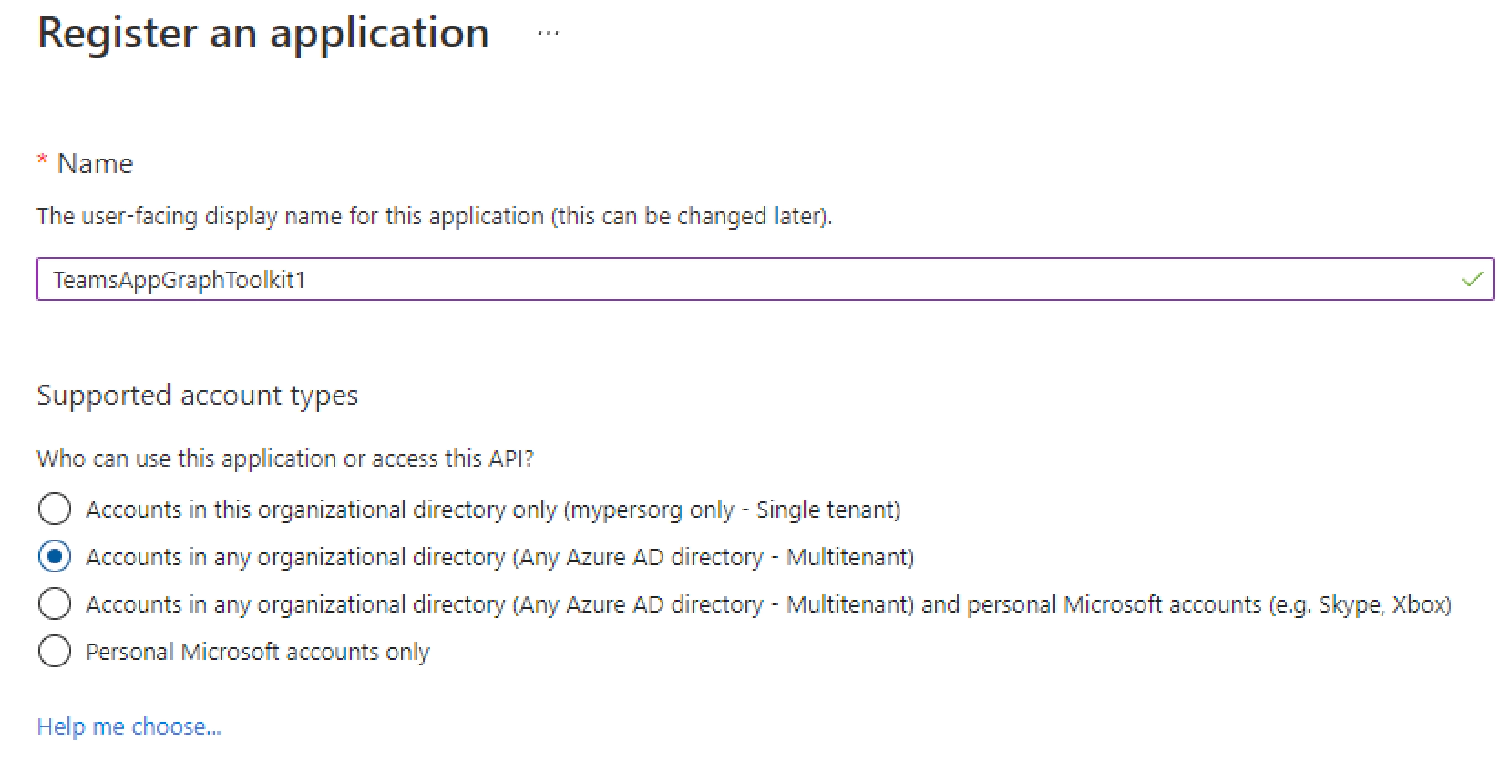 Register an application ...
* Name
The user-facing display name for this application (this can be changed later).
TeamsAppGraphToolkit1
Supported account types
Who can use this application or access this API?
Accounts in this organizational directory only (mypersorg only - Single tenant)
Accounts in any organizational directory (Any Azure AD directory - Multitenant)
Accounts in any organizational directory (Any Azure AD directory - Multitenant) and personal Microsoft accounts (e.g. Skype, Xbox)
Personal Microsoft accounts only
Help me choose...